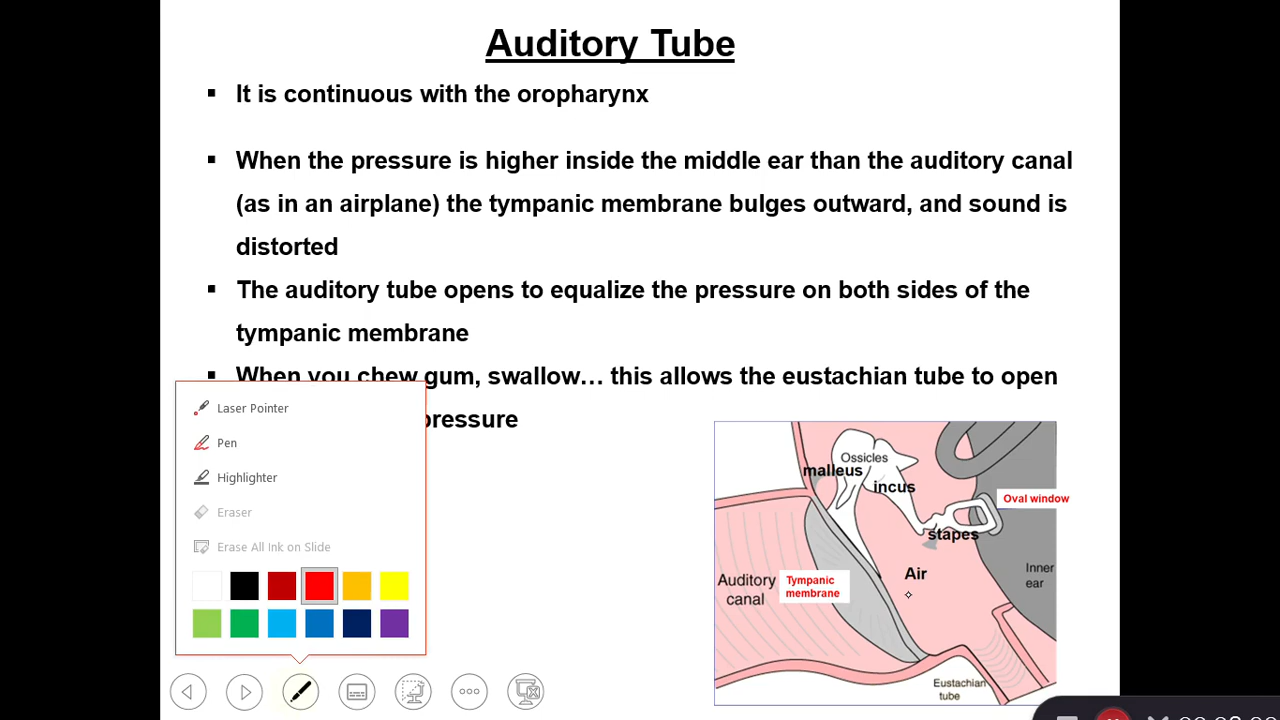 Auditory Tube
▪ It is continuous with the oropharynx
▪ When the pressure is higher inside the middle ear than the auditory canal
(as in an airplane) the tympanic membrane bulges outward, and sound is
distorted
▪ The auditory tube opens to equalize the pressure on both sides of the
tympanic membrane
▪ When you chew gum, swallow… this allows the eustachian tube to open
pressure
Laser Pointer
Pen
Highlighter
Eraser
Erase All Ink on Slide
Ossicles
malleus
incus
Oval window
stapes
Air
Inner
ear
Auditory
canal
Tympanic
membrane
Eustachian
tube